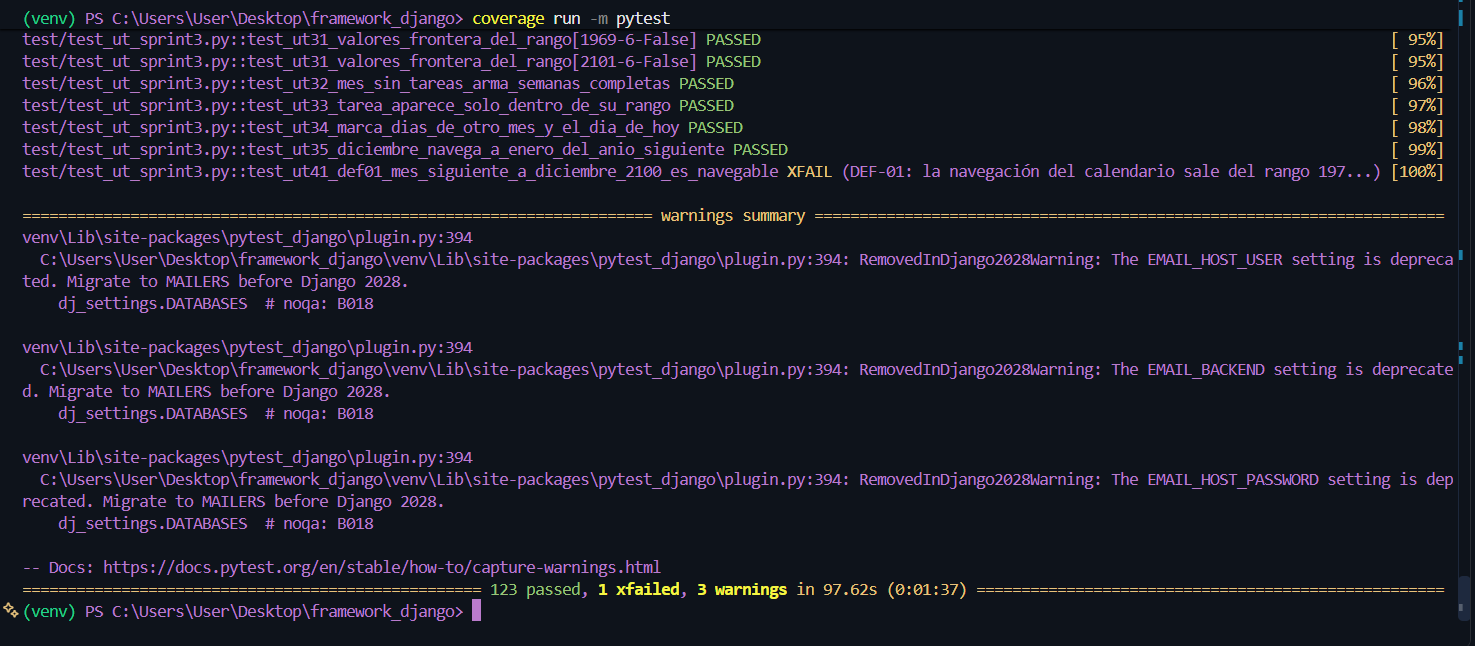 (venv) PS C:\Users\User\Desktop\framework_django> coverage run -m pytest
test/test_ut_sprint3.py::test_ut31_valores_frontera_del_rango[1969-6-False] PASSED [ 95%]
test/test_ut_sprint3.py::test_ut31_valores_frontera_del_rango[2101-6-False] PASSED [ 95%]
test/test_ut_sprint3.py::test_ut32_mes_sin_tareas_arma_semanas_completas PASSED [ 96%]
test/test_ut_sprint3.py::test_ut33_tarea_aparece_solo_dentro_de_su_rango PASSED [ 97%]
test/test_ut_sprint3.py::test_ut34_marca_dias_de_otro_mes_y_el_dia_de_hoy PASSED [ 98%]
test/test_ut_sprint3.py::test_ut35_diciembre_navega_a_enero_del_anio_siguiente PASSED [ 99%]
test/test_ut_sprint3.py::test_ut41_def01_mes_siguiente_a_diciembre_2100_es_navegable XFAIL (DEF-01: la navegación del calendario sale del rango 197...) [100%]
====================================================================== warnings summary ======================================================================
venv\Lib\site-packages\pytest_django\plugin.py:394
C:\Users\User\Desktop\framework_django\venv\Lib\site-packages\pytest_django\plugin.py:394: RemovedInDjango2028Warning: The EMAIL_HOST_USER setting is depreca
ted. Migrate to MAILERS before Django 2028.
dj_settings.DATABASES # noqa: B018
venv\Lib\site-packages\pytest_django\plugin.py:394
C:\Users\User\Desktop\framework_django\venv\Lib\site-packages\pytest_django\plugin.py:394: RemovedInDjango2028Warning: The EMAIL_BACKEND setting is deprecate
d. Migrate to MAILERS before Django 2028.
dj_settings.DATABASES # noqa: B018
venv\Lib\site-packages\pytest_django\plugin.py:394
C:\Users\User\Desktop\framework_django\venv\Lib\site-packages\pytest_django\plugin.py:394: RemovedInDjango2028Warning: The EMAIL_HOST_PASSWORD setting is dep
recated. Migrate to MAILERS before Django 2028.
dj_settings.DATABASES # noqa: B018
-- Docs: https://docs.pytest.org/en/stable/how-to/capture-warnings.html
=================================================== 123 passed, 1 xfailed, 3 warnings in 97.62s (0:01:37) ====================================================
(venv) PS C:\Users\User\Desktop\framework_django>